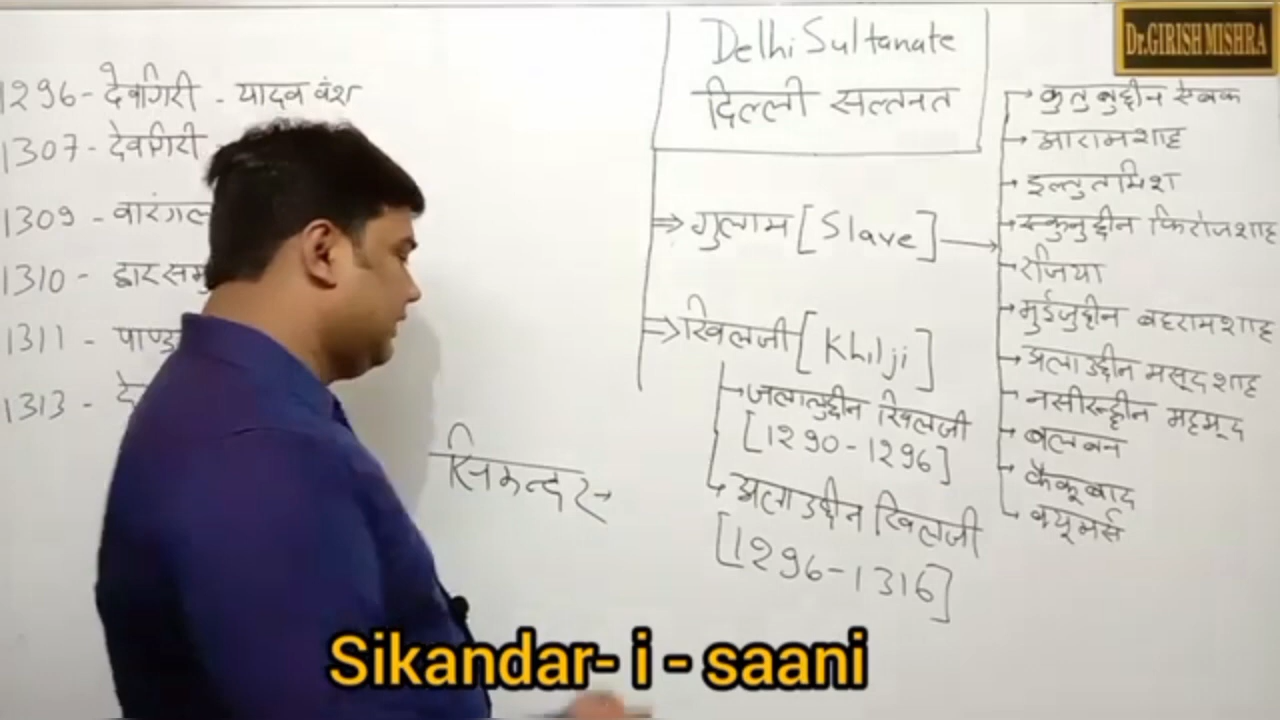 Dr.GIRISH MISHRA
1296 - देवगिरी - यादव वंश
1307 - देवगिरी
1309 - वारंगल
1310 - द्वारसमु
1311 - पाण्ड
1313 - दे
सिकन्दर
Delhi Sultanate
दिल्ली सल्तनत
गुलाम [Slave]
खिलजी [Khilji]
जलालुद्दीन खिलजी
[1290-1296]
अलाउद्दीन खिलजी
[1296-1316]
कुतुबुद्दीन ऐबक
आरामशाह
इल्तुतमिश
रुकुनुद्दीन फिरोजशाह
रजिया
मुईजुद्दीन बहरामशाह
अलाउद्दीन मसूदशाह
नसीरुद्दीन महमूद
बलबन
कैकूबाद
क्यूमर्स
Sikandar- i - saani